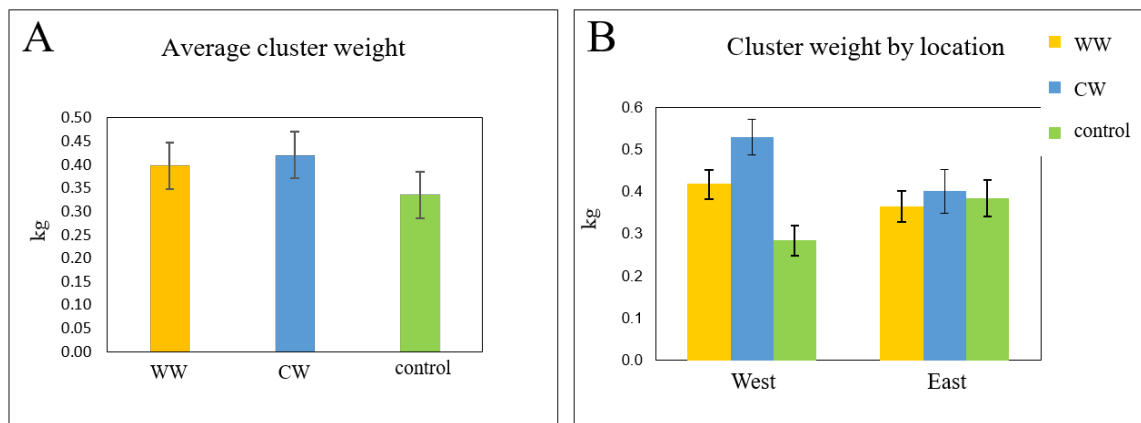 A
Average cluster weight
kg
0.50
0.45
0.40
0.35
0.30
0.25
0.20
0.15
0.10
0.05
0.00
WW CW control
B
Cluster weight by location
WW
CW
control
kg
0.6
0.5
0.4
0.3
0.2
0.1
0.0
West East